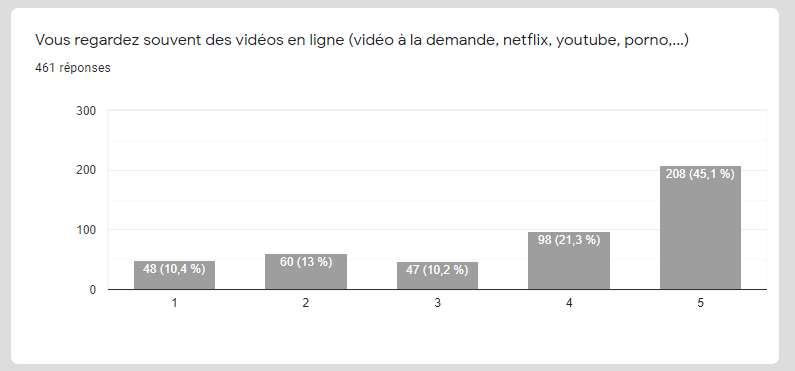 Vous regardez souvent des vidéos en ligne (vidéo à la demande, netflix, youtube, porno,...)
461 réponses
300
200
100
0
48 (10,4 %)
60 (13 %)
47 (10,2 %)
98 (21,3 %)
208 (45,1 %)
1
2
3
4
5